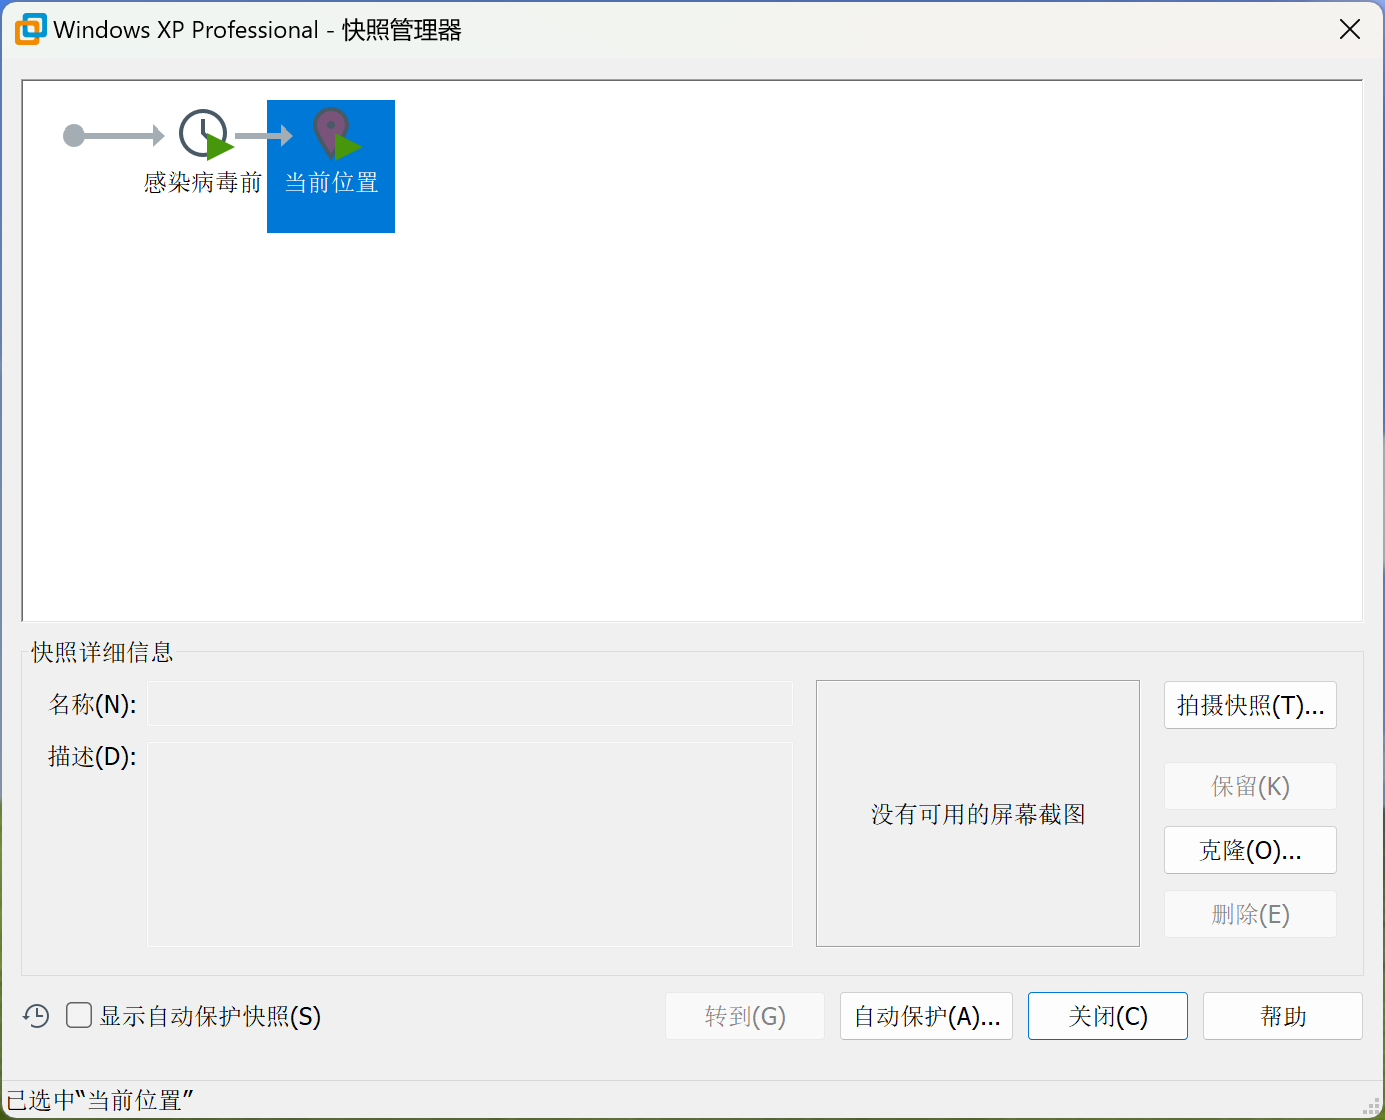 Windows XP Professional - 快照管理器
感染病毒前
当前位置
快照详细信息
名称(N):
描述(D):
没有可用的屏幕截图
拍摄快照(T)...
保留(K)
克隆(O)...
删除(E)
显示自动保护快照(S)
转到(G)
自动保护(A)...
关闭(C)
帮助
已选中“当前位置”